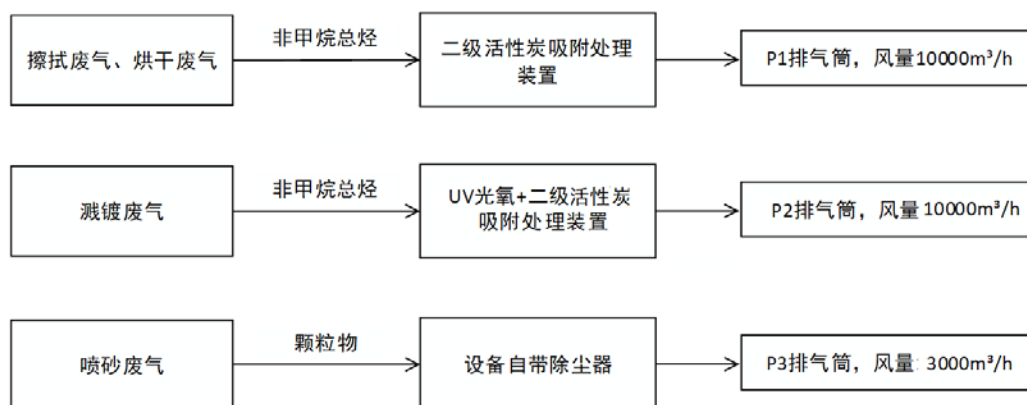 非甲烷总烃
擦拭废气、烘干废气
二级活性炭吸附处理
装置
P1排气筒，风量10000m³/h
非甲烷总烃
溅镀废气
UV光氧+二级活性炭
吸附处理装置
P2排气筒，风量10000m³/h
颗粒物
喷砂废气
设备自带除尘器
P3排气筒，风量 3000m³/h